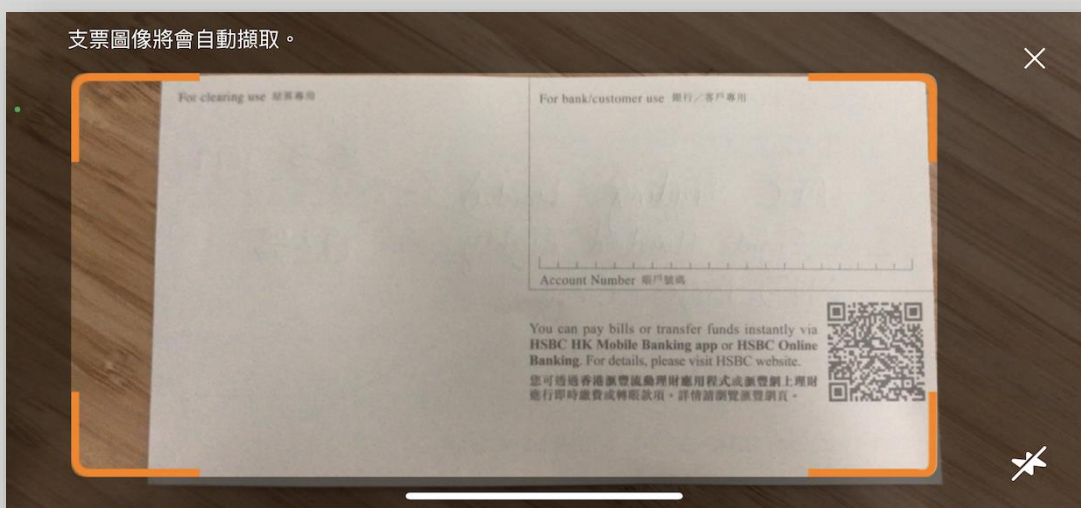 支票圖像將會自動擷取。
For clearing use 結算專用
For bank/customer use 銀行／客戶專用
Account Number 賬戶號碼
You can pay bills or transfer funds instantly via
HSBC HK Mobile Banking app or HSBC Online
Banking. For details, please visit HSBC website.
您可透過香港滙豐流動理財應用程式或滙豐網上理財
進行即時繳費或轉賬款項。詳情請瀏覽滙豐網頁。